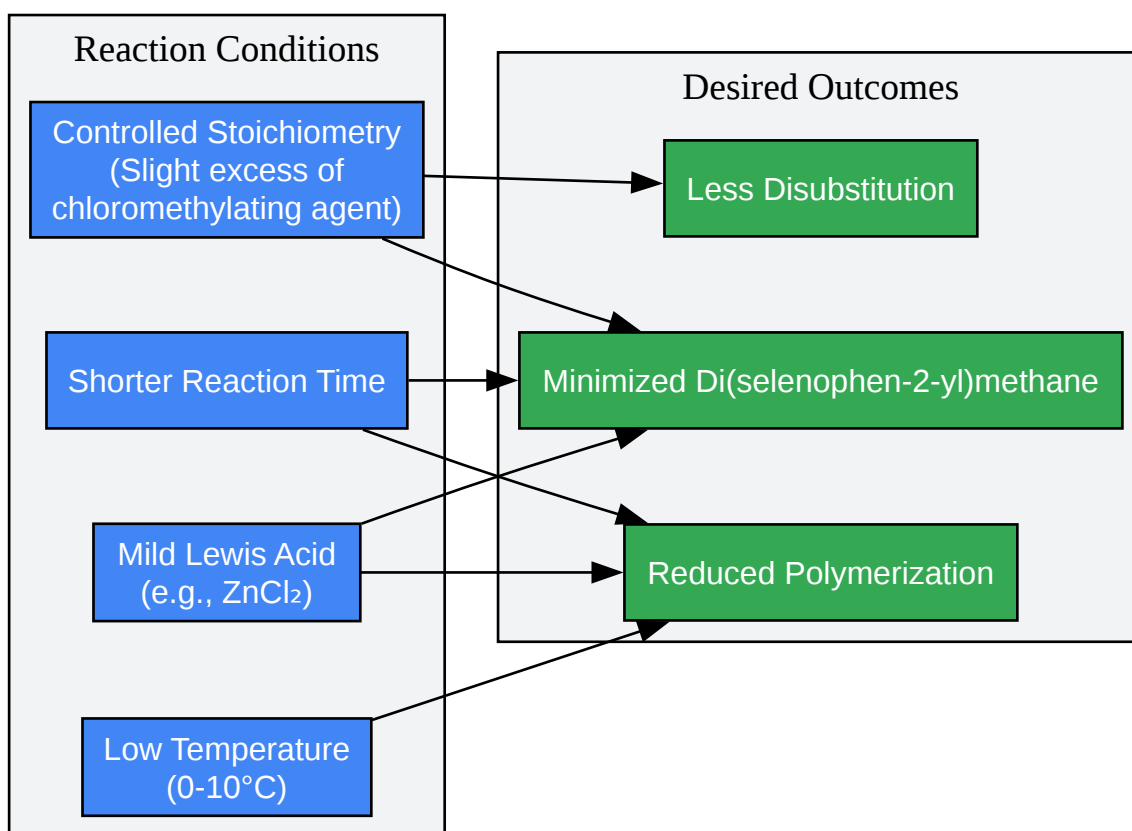 Reaction Conditions
Controlled Stoichiometry
(Slight excess of
chloromethylating agent)
Shorter Reaction Time
Mild Lewis Acid
(e.g., ZnCl₂)
Low Temperature
(0-10°C)
Desired Outcomes
Less Disubstitution
Minimized Di(selenophen-2-yl)methane
Reduced Polymerization